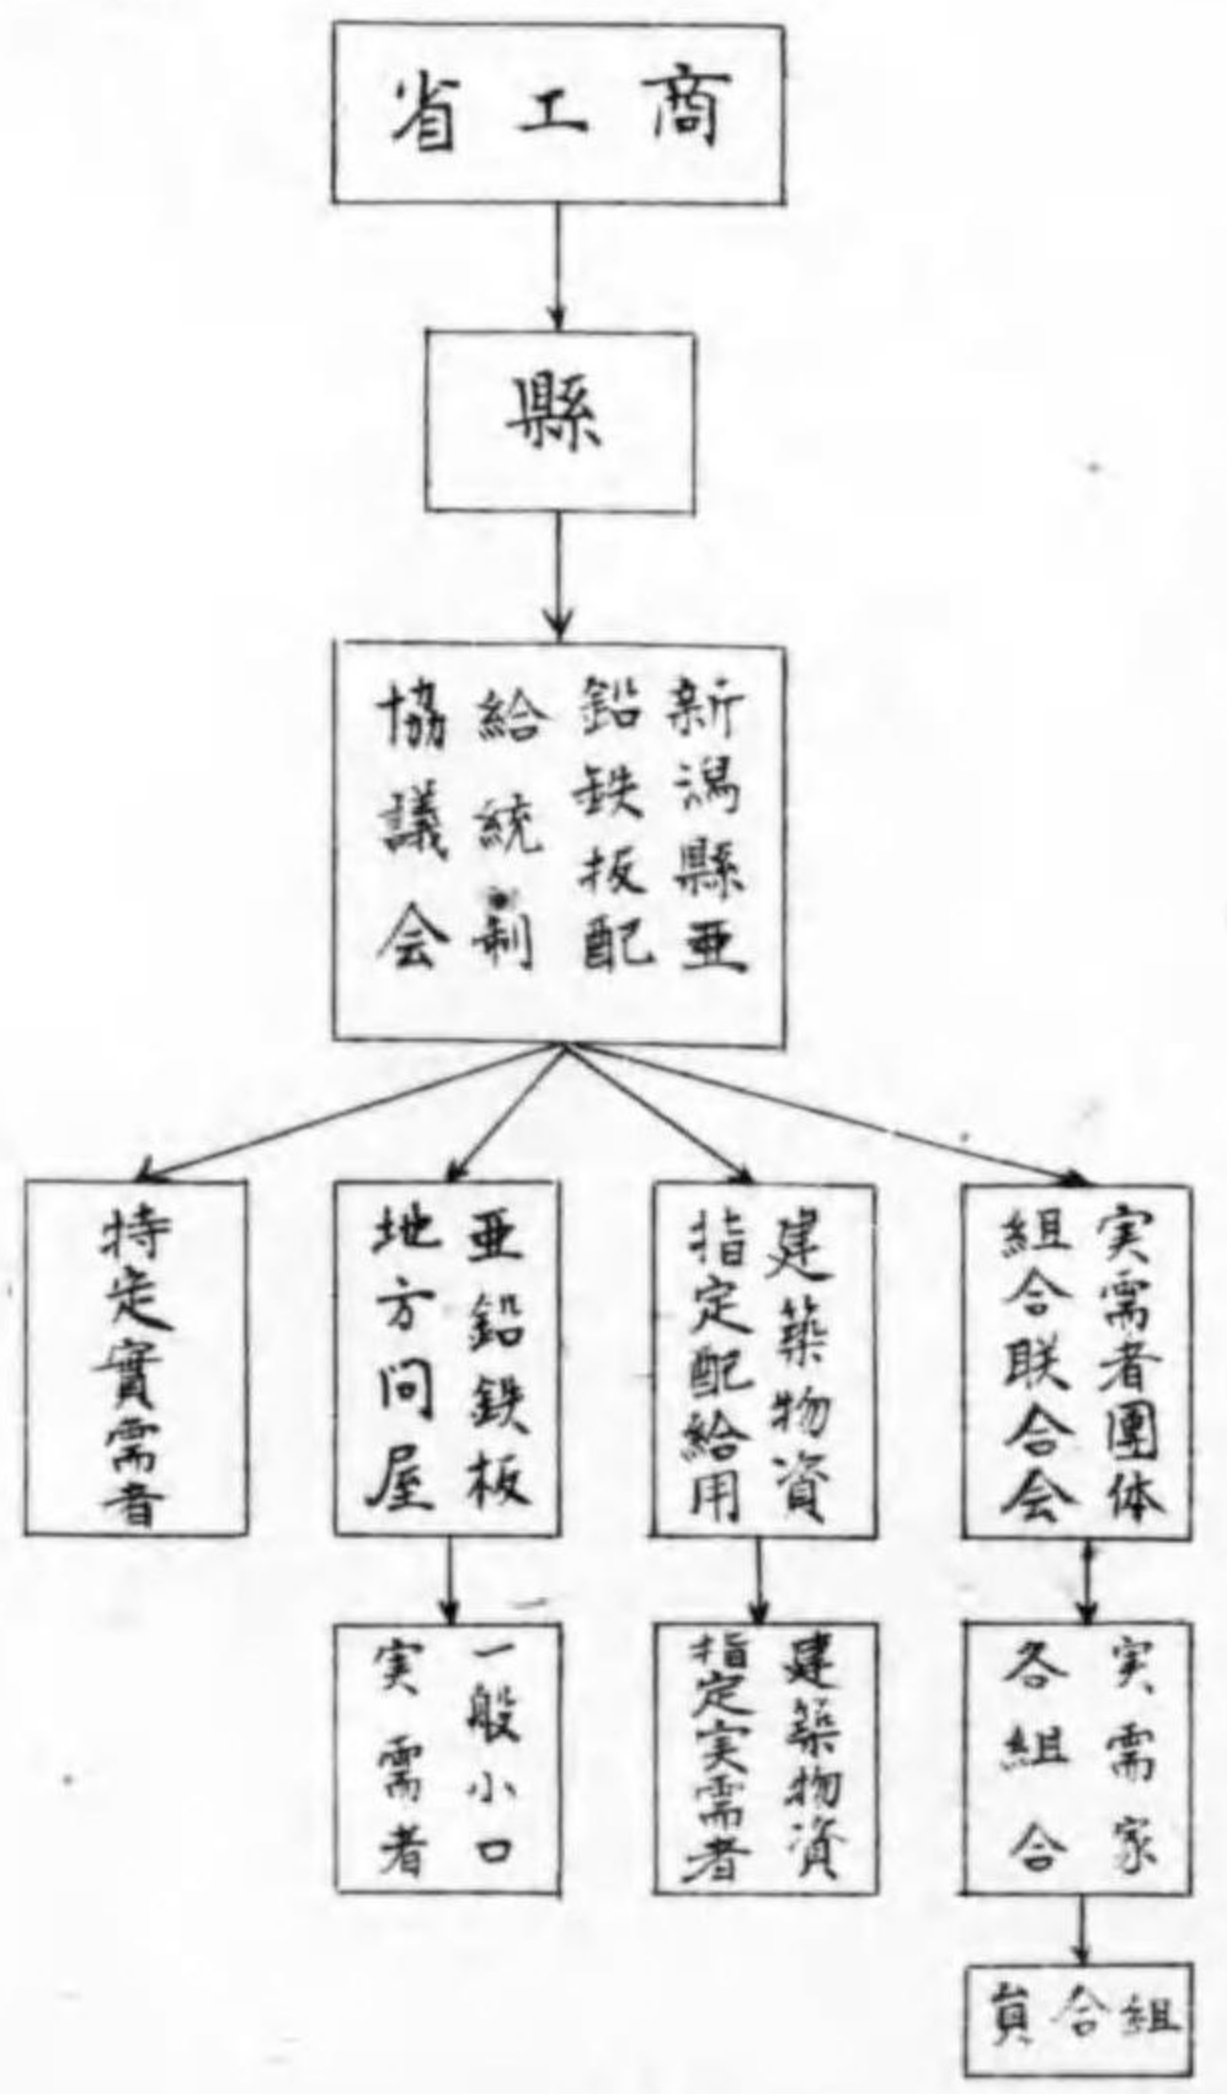 商工省
縣
新潟縣亜
鉛鉄板配
給統制
協議会
実需者團体
組合联合会
建築物資
指定配給用
亜鉛鉄板
地方問屋
特定實需者
実需家
各組合
建築物資
指定実需者
一般小口
実需者
組合員